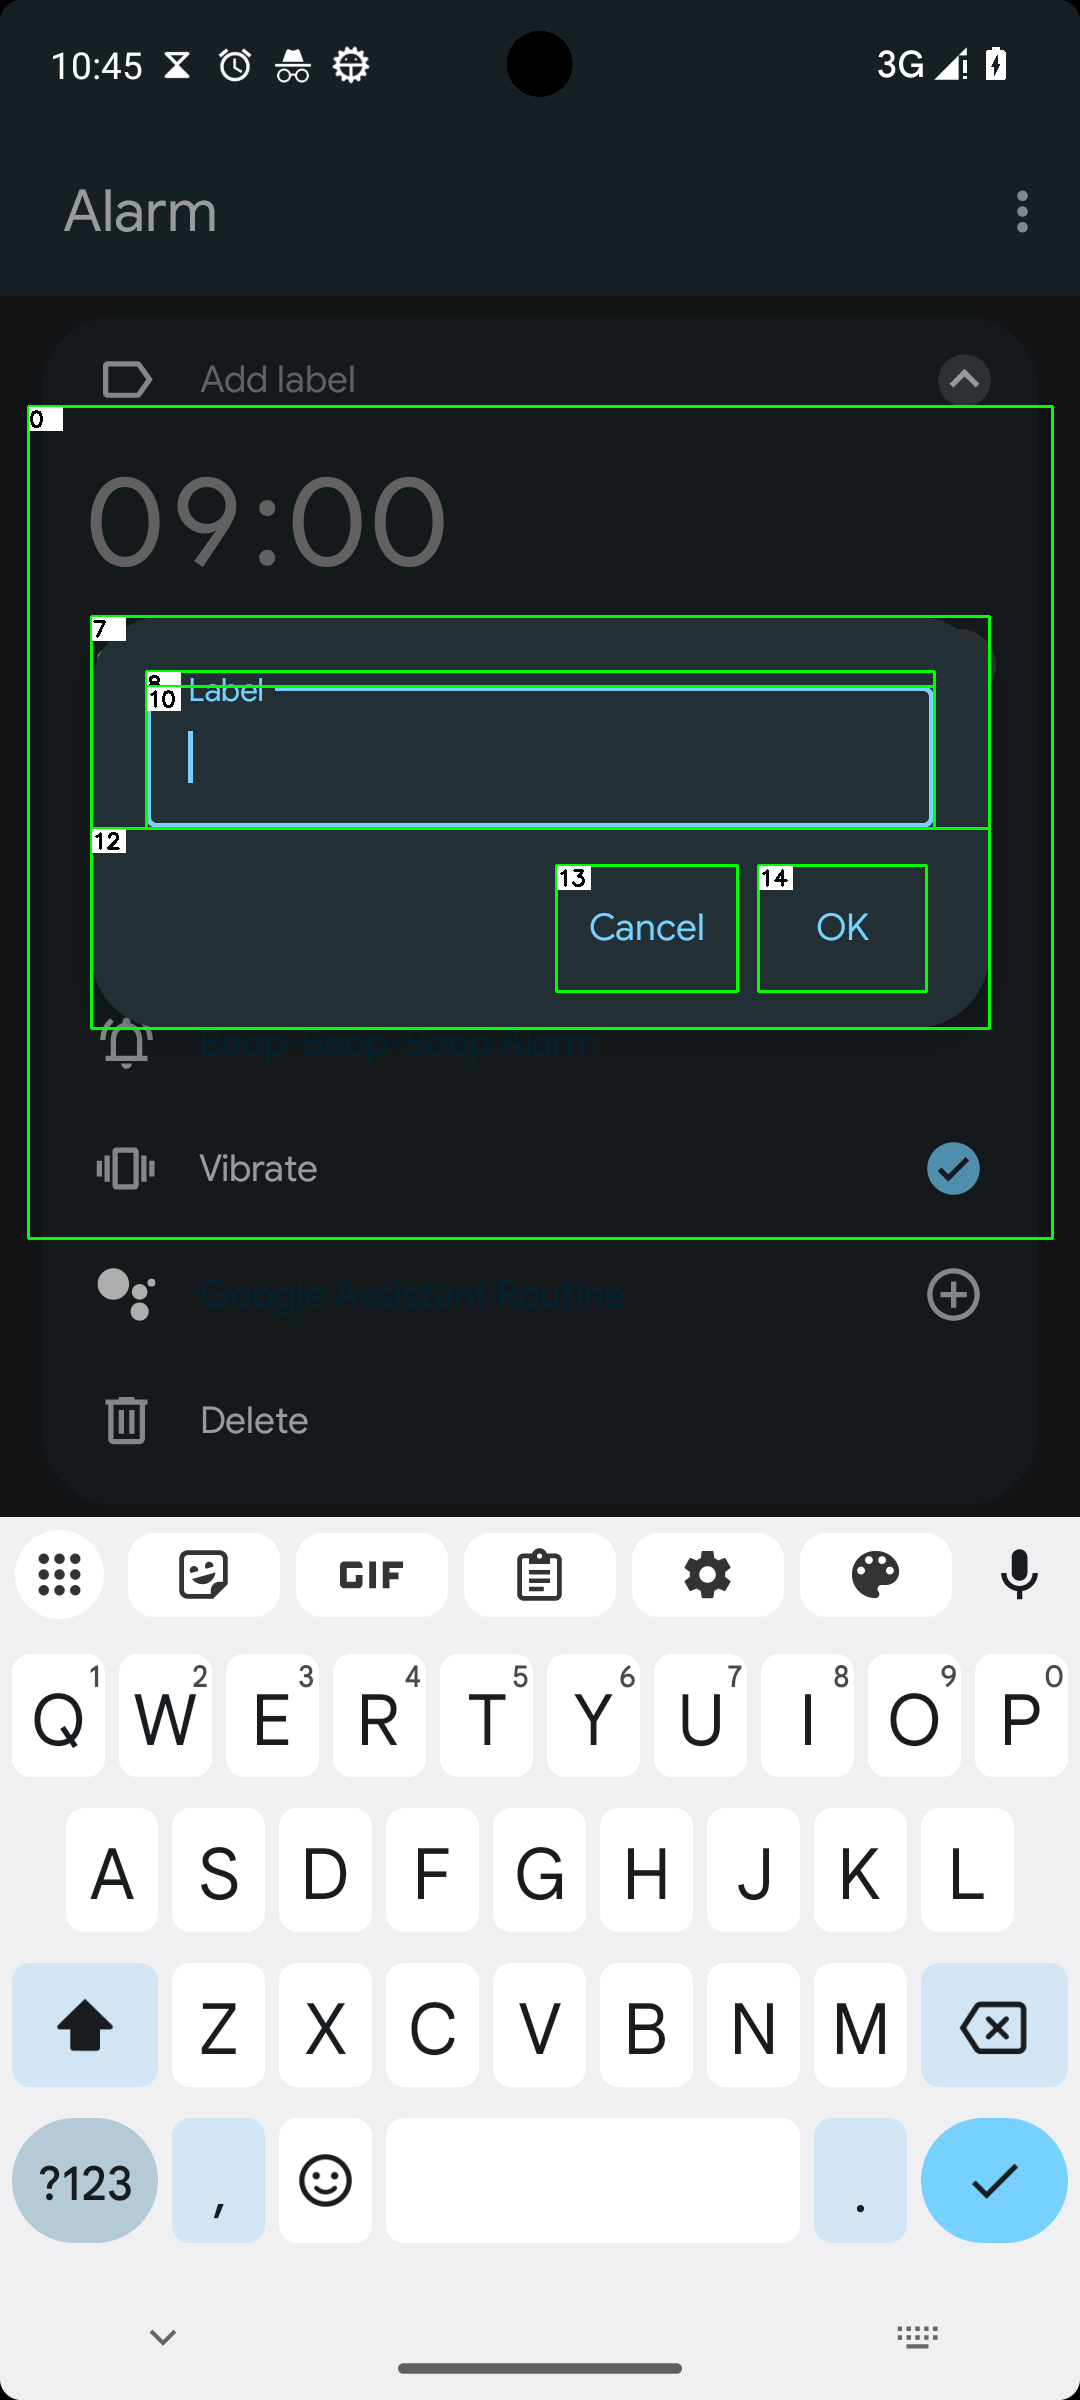 10:45
3G
Alarm
Add label
0
09:00
7
8
Label
10
12
13
Cancel
14
OK
Beep-Beep-Beep Alarm
Vibrate
Google Assistant Routine
Delete
GIF
Q 1 W 2 E 3 R 4 T 5 Y 6 U 7 I 8 O 9 P 0
A S D F G H J K L
Z X C V B N M
?123 , .